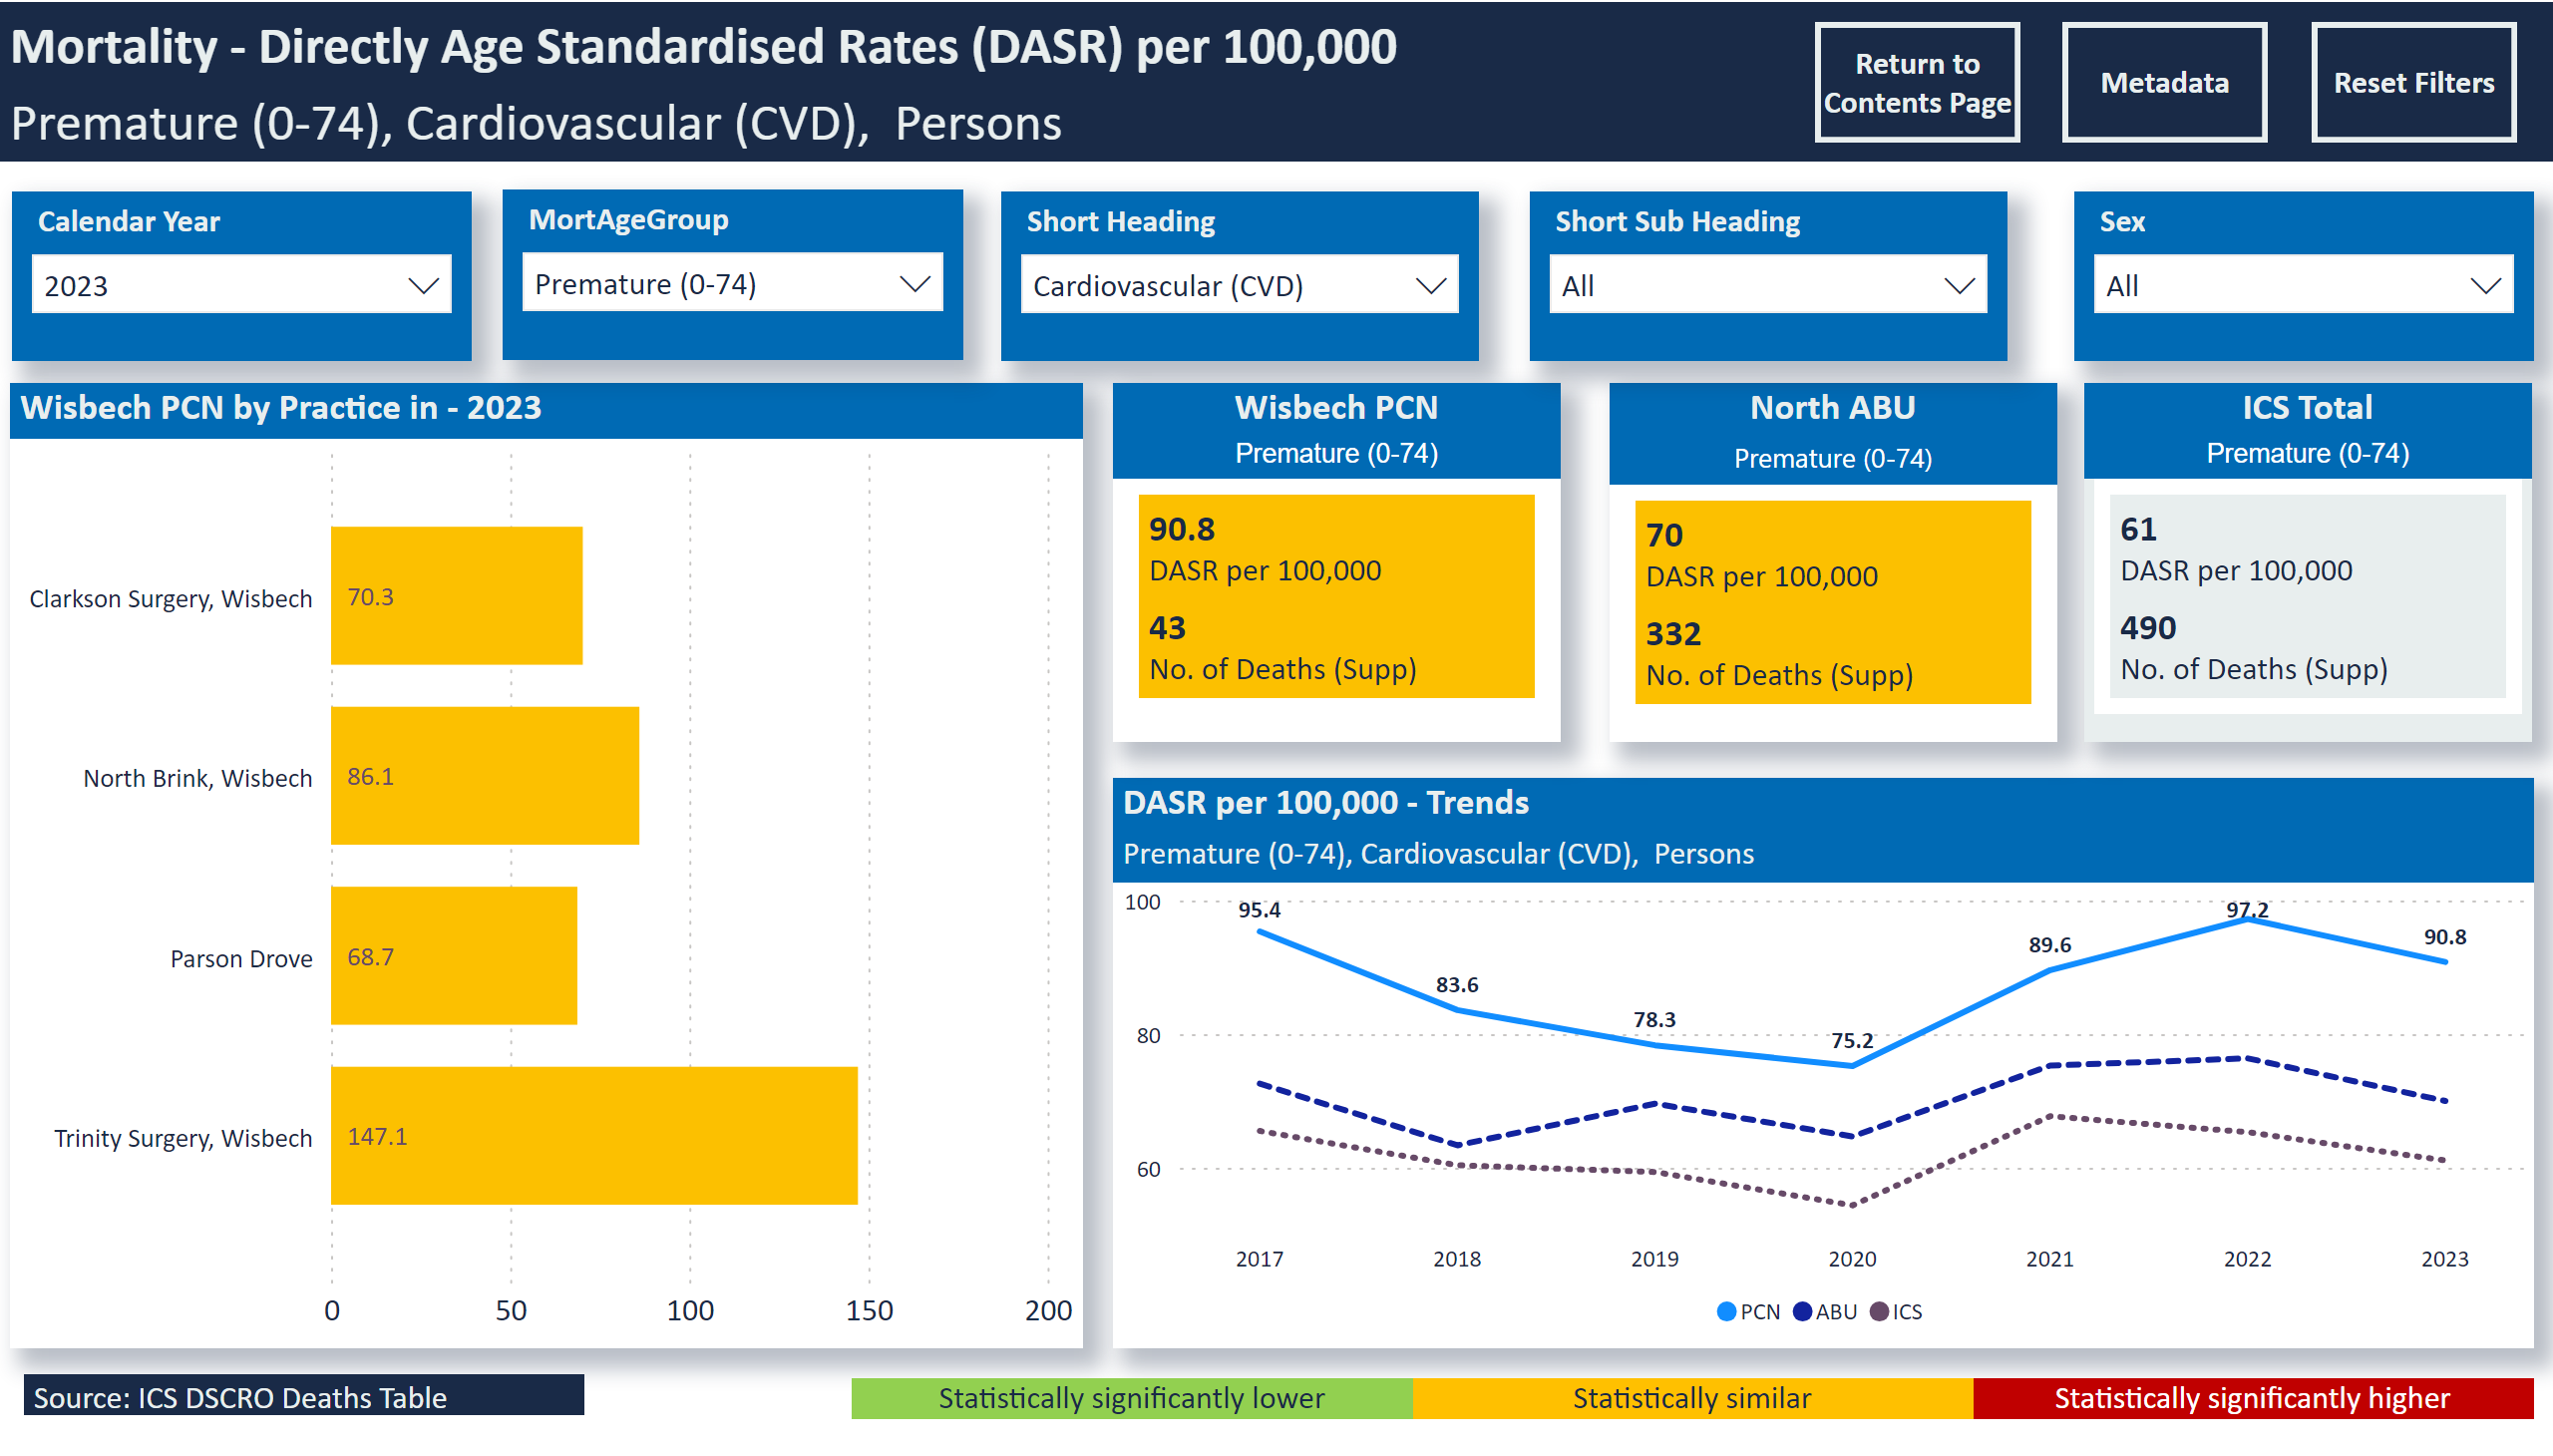 Mortality - Directly Age Standardised Rates (DASR) per 100,000
Premature (0-74), Cardiovascular (CVD),  Persons
Return to
Contents Page
Metadata
Reset Filters
Calendar Year
2023
MortAgeGroup
Premature (0-74)
Short Heading
Cardiovascular (CVD)
Short Sub Heading
All
Sex
All
Wisbech PCN by Practice in - 2023
Clarkson Surgery, Wisbech
70.3
North Brink, Wisbech
86.1
Parson Drove
68.7
Trinity Surgery, Wisbech
147.1
0 50 100 150 200
Wisbech PCN
Premature (0-74)
90.8
DASR per 100,000
43
No. of Deaths (Supp)
North ABU
Premature (0-74)
70
DASR per 100,000
332
No. of Deaths (Supp)
ICS Total
Premature (0-74)
61
DASR per 100,000
490
No. of Deaths (Supp)
DASR per 100,000 - Trends
Premature (0-74), Cardiovascular (CVD),  Persons
100
80
60
95.4 83.6 78.3 75.2 89.6 97.2 90.8
2017 2018 2019 2020 2021 2022 2023
PCN ABU ICS
Source: ICS DSCRO Deaths Table
Statistically significantly lower
Statistically similar
Statistically significantly higher